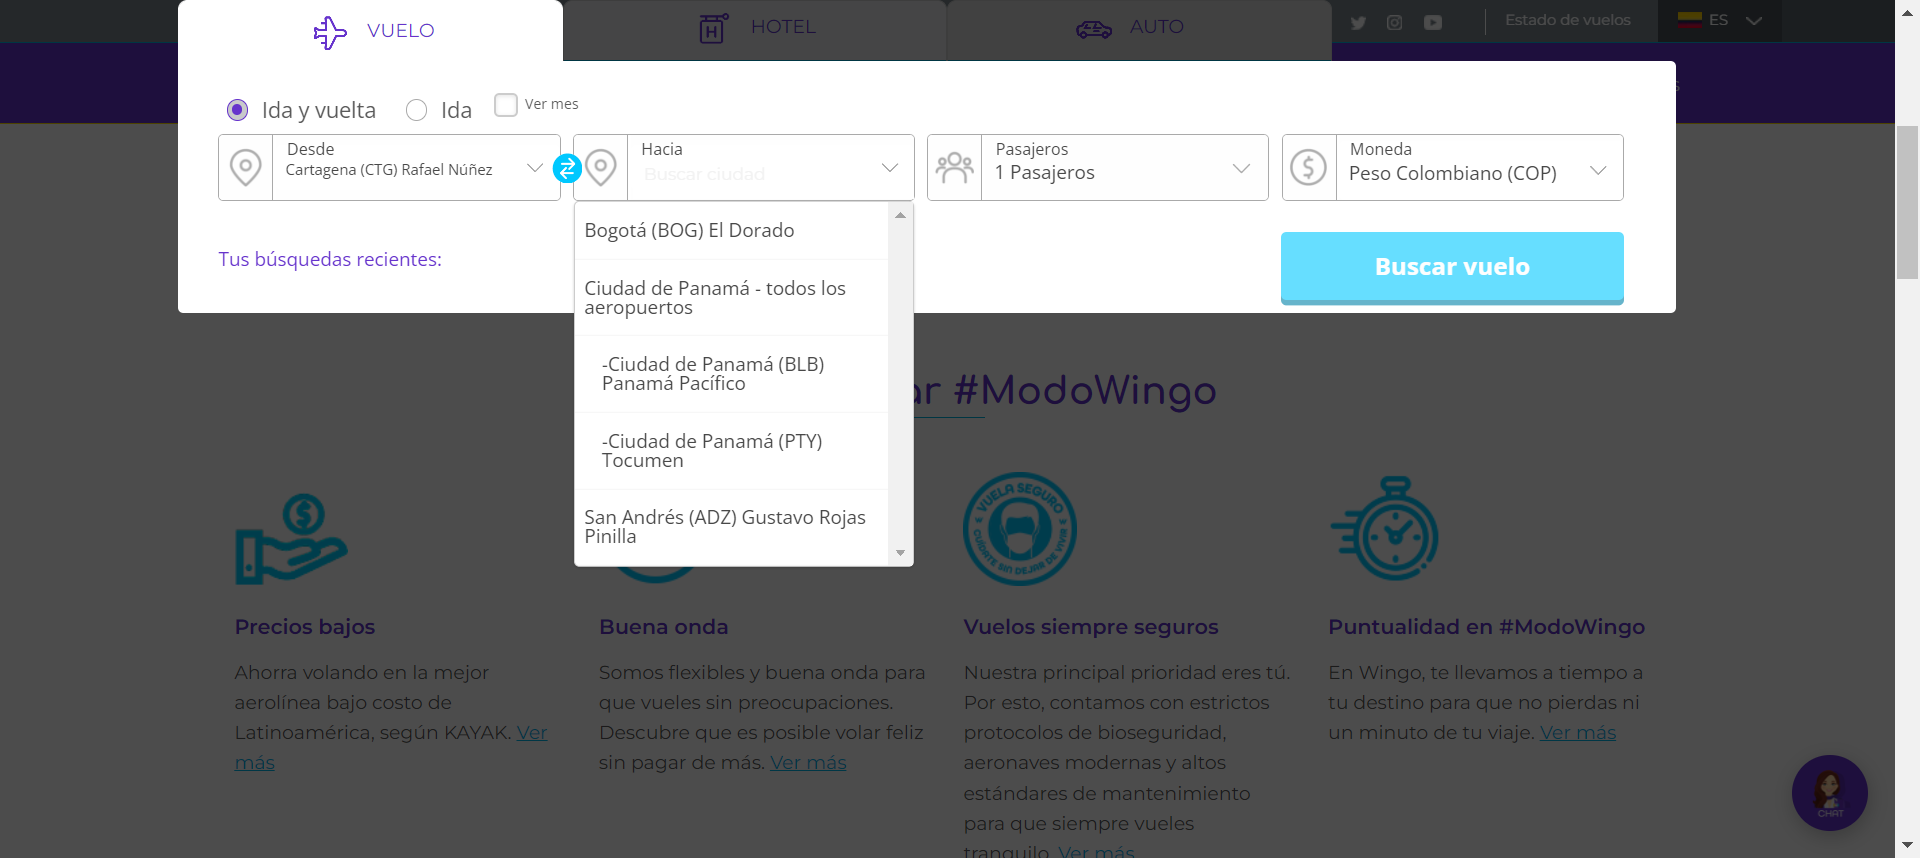 VUELO
HOTEL
AUTO
Estado de vuelos
ES
Ida y vuelta
Ida
Ver mes
Desde
Cartagena (CTG) Rafael Núñez
Hacia
Buscar ciudad
Pasajeros
1 Pasajeros
Moneda
Peso Colombiano (COP)
Tus búsquedas recientes:
Buscar vuelo
Bogotá (BOG) El Dorado
Ciudad de Panamá - todos los
aeropuertos
-Ciudad de Panamá (BLB)
Panamá Pacífico
-Ciudad de Panamá (PTY)
Tocumen
San Andrés (ADZ) Gustavo Rojas
Pinilla
ar #ModoWingo
VUELA SEGURO
CUÍDATE SIN DEJAR DE VIVIR
Precios bajos
Ahorra volando en la mejor
aerolínea bajo costo de
Latinoamérica, según KAYAK. Ver
más
Buena onda
Somos flexibles y buena onda para
que vueles sin preocupaciones.
Descubre que es posible volar feliz
sin pagar de más. Ver más
Vuelos siempre seguros
Nuestra principal prioridad eres tú.
Por esto, contamos con estrictos
protocolos de bioseguridad,
aeronaves modernas y altos
estándares de mantenimiento
para que siempre vueles
tranquilo. Ver más
Puntualidad en #ModoWingo
En Wingo, te llevamos a tiempo a
tu destino para que no pierdas ni
un minuto de tu viaje. Ver más
CHAT